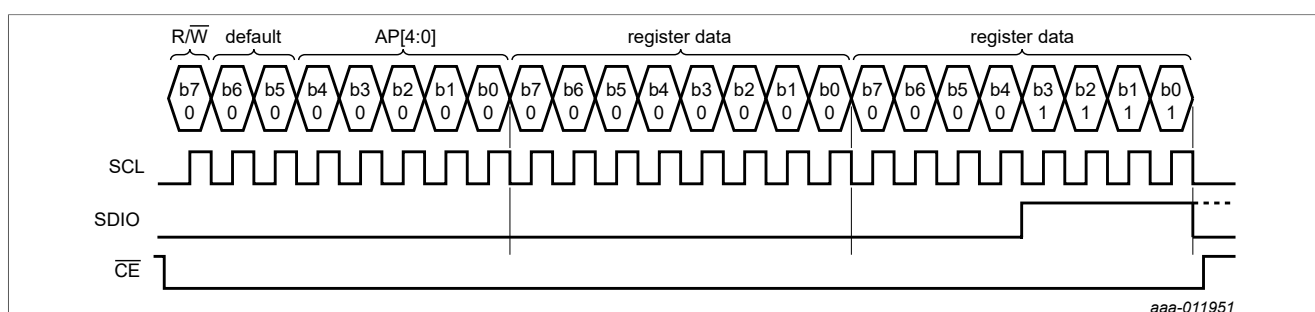 R/W̅ default AP[4:0] register data register data
b7 b6 b5 b4 b3 b2 b1 b0 b7 b6 b5 b4 b3 b2 b1 b0 b7 b6 b5 b4 b3 b2 b1 b0
0 0 0 0 0 0 0 0 0 0 0 0 0 0 0 0 0 0 0 0 1 1 1 1
SCL
SDIO
C̅E̅
aaa-011951